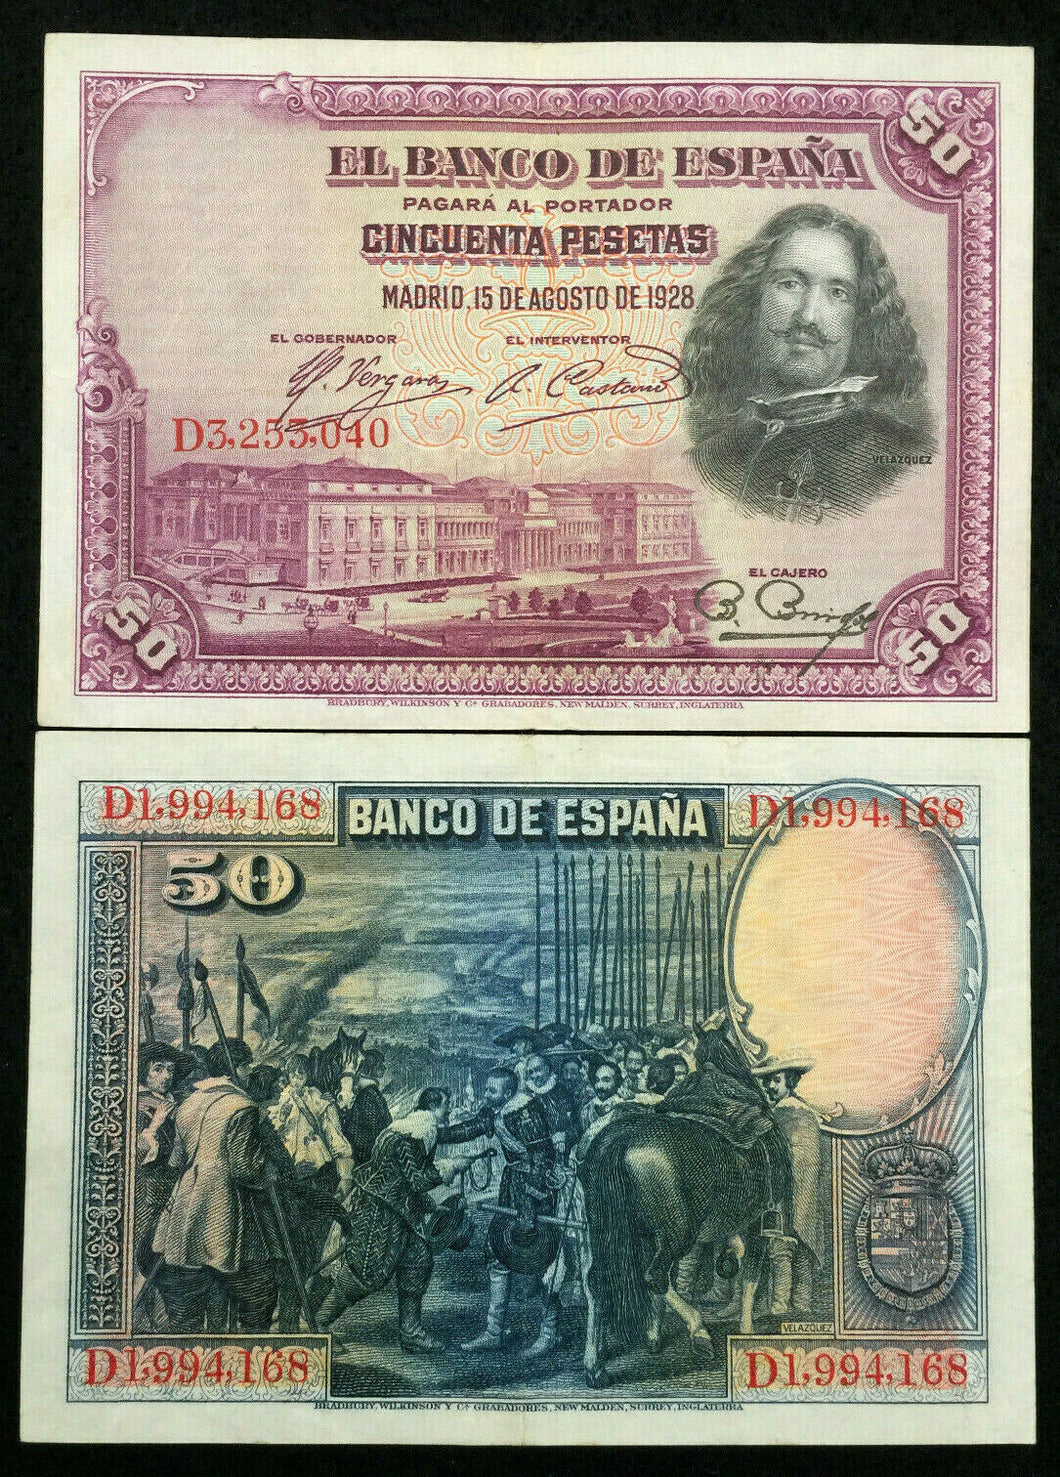 50
EL BANCO DE ESPAÑA
PAGARÁ AL PORTADOR
CINCUENTA PESETAS
MADRID, 15 DE AGOSTO DE 1928
EL GOBERNADOR EL INTERVENTOR
D3,253,040
VELAZQUEZ
EL CAJERO
50 50
BRADBURY, WILKINSON Y Cª GRABADORES, NEW MALDEN, SURREY, INGLATERRA
D1,994,168 BANCO DE ESPAÑA D1,994,168
50
VELAZQUEZ
D1,994,168 D1,994,168
BRADBURY, WILKINSON Y Cª GRABADORES, NEW MALDEN, SURREY, INGLATERRA